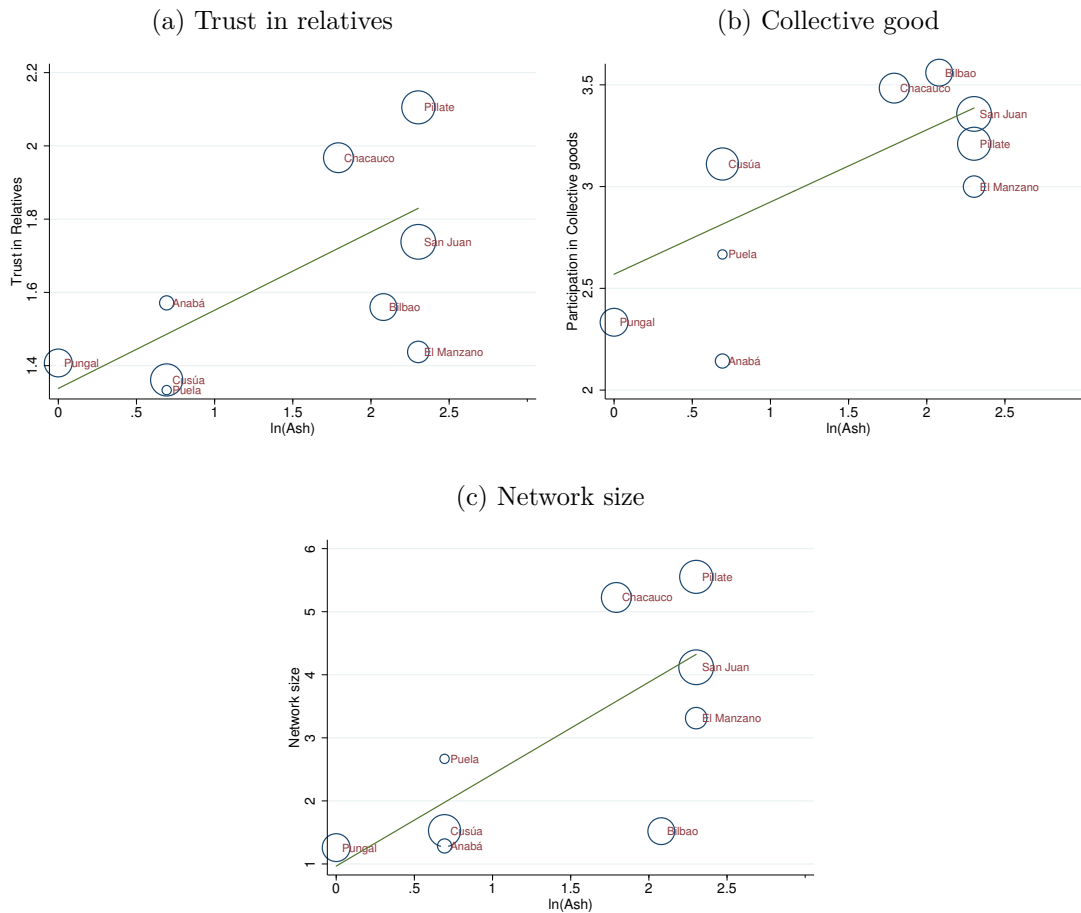 (a) Trust in relatives
Trust in Relatives
2.2
2
1.8
1.6
1.4
Pillate
Chacauco
San Juan
Anabá
Bilbao
El Manzano
Pungal
Cusúa
Puela
0 .5 1 1.5 2 2.5
ln(Ash)
(b) Collective good
Participation in Collective goods
3.5
3
2.5
2
Bilbao
Chacauco
San Juan
Pillate
Cusúa
El Manzano
Puela
Pungal
Anabá
0 .5 1 1.5 2 2.5
ln(Ash)
(c) Network size
Network size
6
5
4
3
2
1
Pillate
Chacauco
San Juan
El Manzano
Puela
Cusúa
Bilbao
Anabá
Pungal
0 .5 1 1.5 2 2.5
ln(Ash)